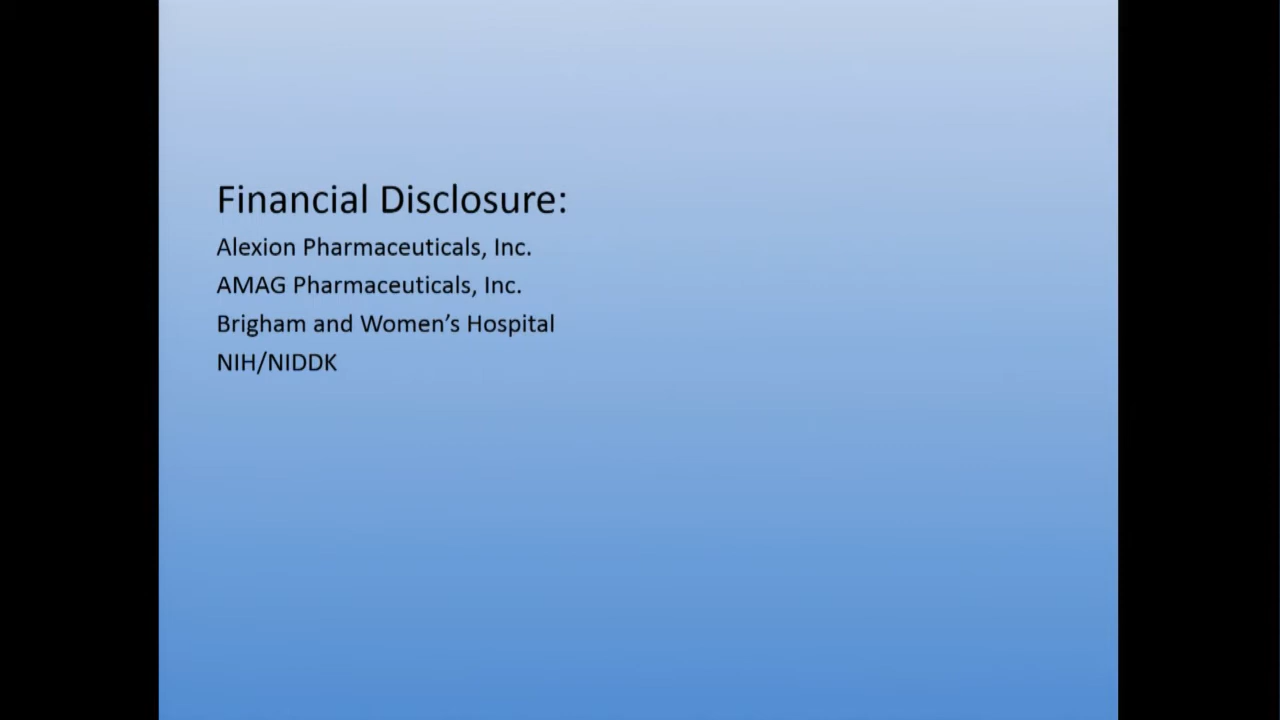 Financial Disclosure:
Alexion Pharmaceuticals, Inc.
AMAG Pharmaceuticals, Inc.
Brigham and Women’s Hospital
NIH/NIDDK